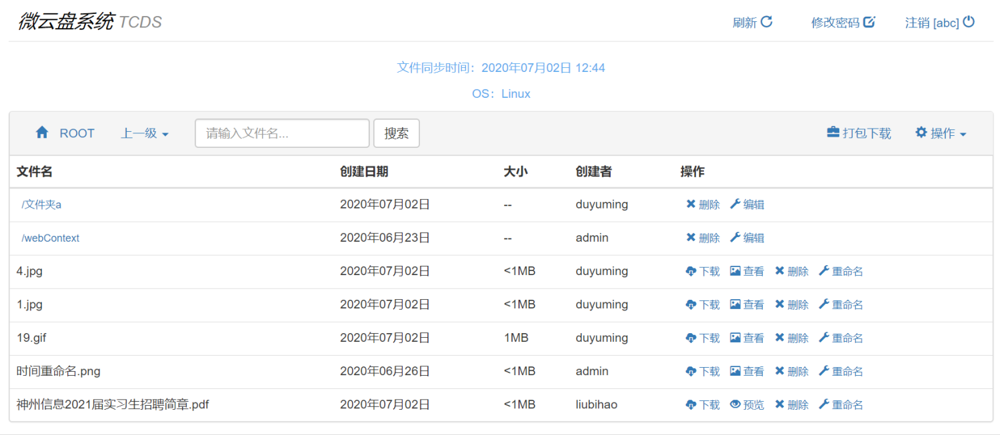 微云盘系统 TCDS 刷新 修改密码 注销 [abc]
文件同步时间：2020年07月02日 12:44
OS：Linux
ROOT 上一级 请输入文件名... 搜索 打包下载 操作
文件名 创建日期 大小 创建者 操作
/文件夹a 2020年07月02日 -- duyuming 删除 编辑
/webContext 2020年06月23日 -- admin 删除 编辑
4.jpg 2020年07月02日 <1MB duyuming 下载 查看 删除 重命名
1.jpg 2020年07月02日 <1MB duyuming 下载 查看 删除 重命名
19.gif 2020年07月02日 1MB duyuming 下载 查看 删除 重命名
时间重命名.png 2020年06月26日 <1MB admin 下载 查看 删除 重命名
神州信息2021届实习生招聘简章.pdf 2020年07月02日 <1MB liubihao 下载 预览 删除 重命名